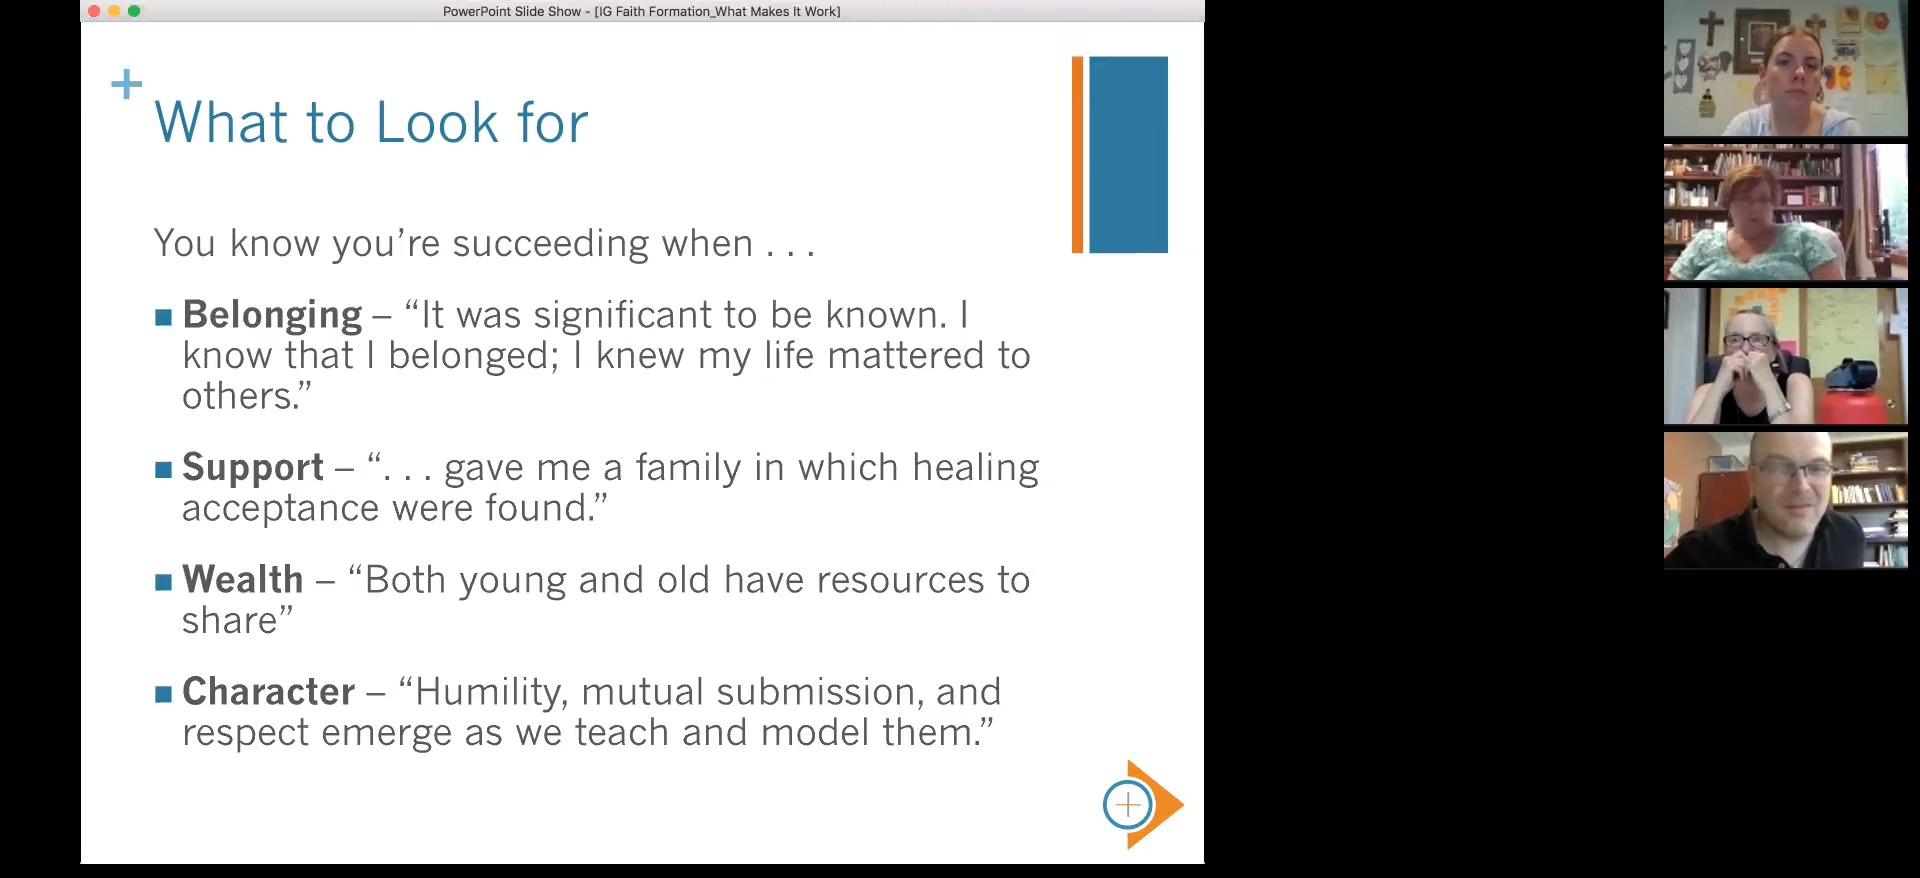 PowerPoint Slide Show - [IG Faith Formation_What Makes It Work]
+
What to Look for
You know you’re succeeding when . . .
■ Belonging – “It was significant to be known. I
know that I belonged; I knew my life mattered to
others.”
■ Support – “. . . gave me a family in which healing
acceptance were found.”
■ Wealth – “Both young and old have resources to
share”
■ Character – “Humility, mutual submission, and
respect emerge as we teach and model them.”